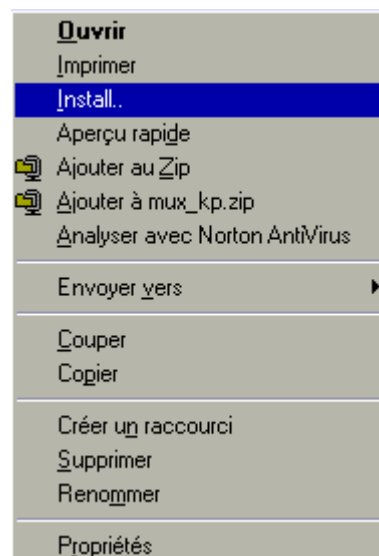 Ouvrir
Imprimer
Install..
Aperçu rapide
Ajouter au Zip
Ajouter à mux_kp.zip
Analyser avec Norton AntiVirus
Envoyer vers
Couper
Copier
Créer un raccourci
Supprimer
Renommer
Propriétés